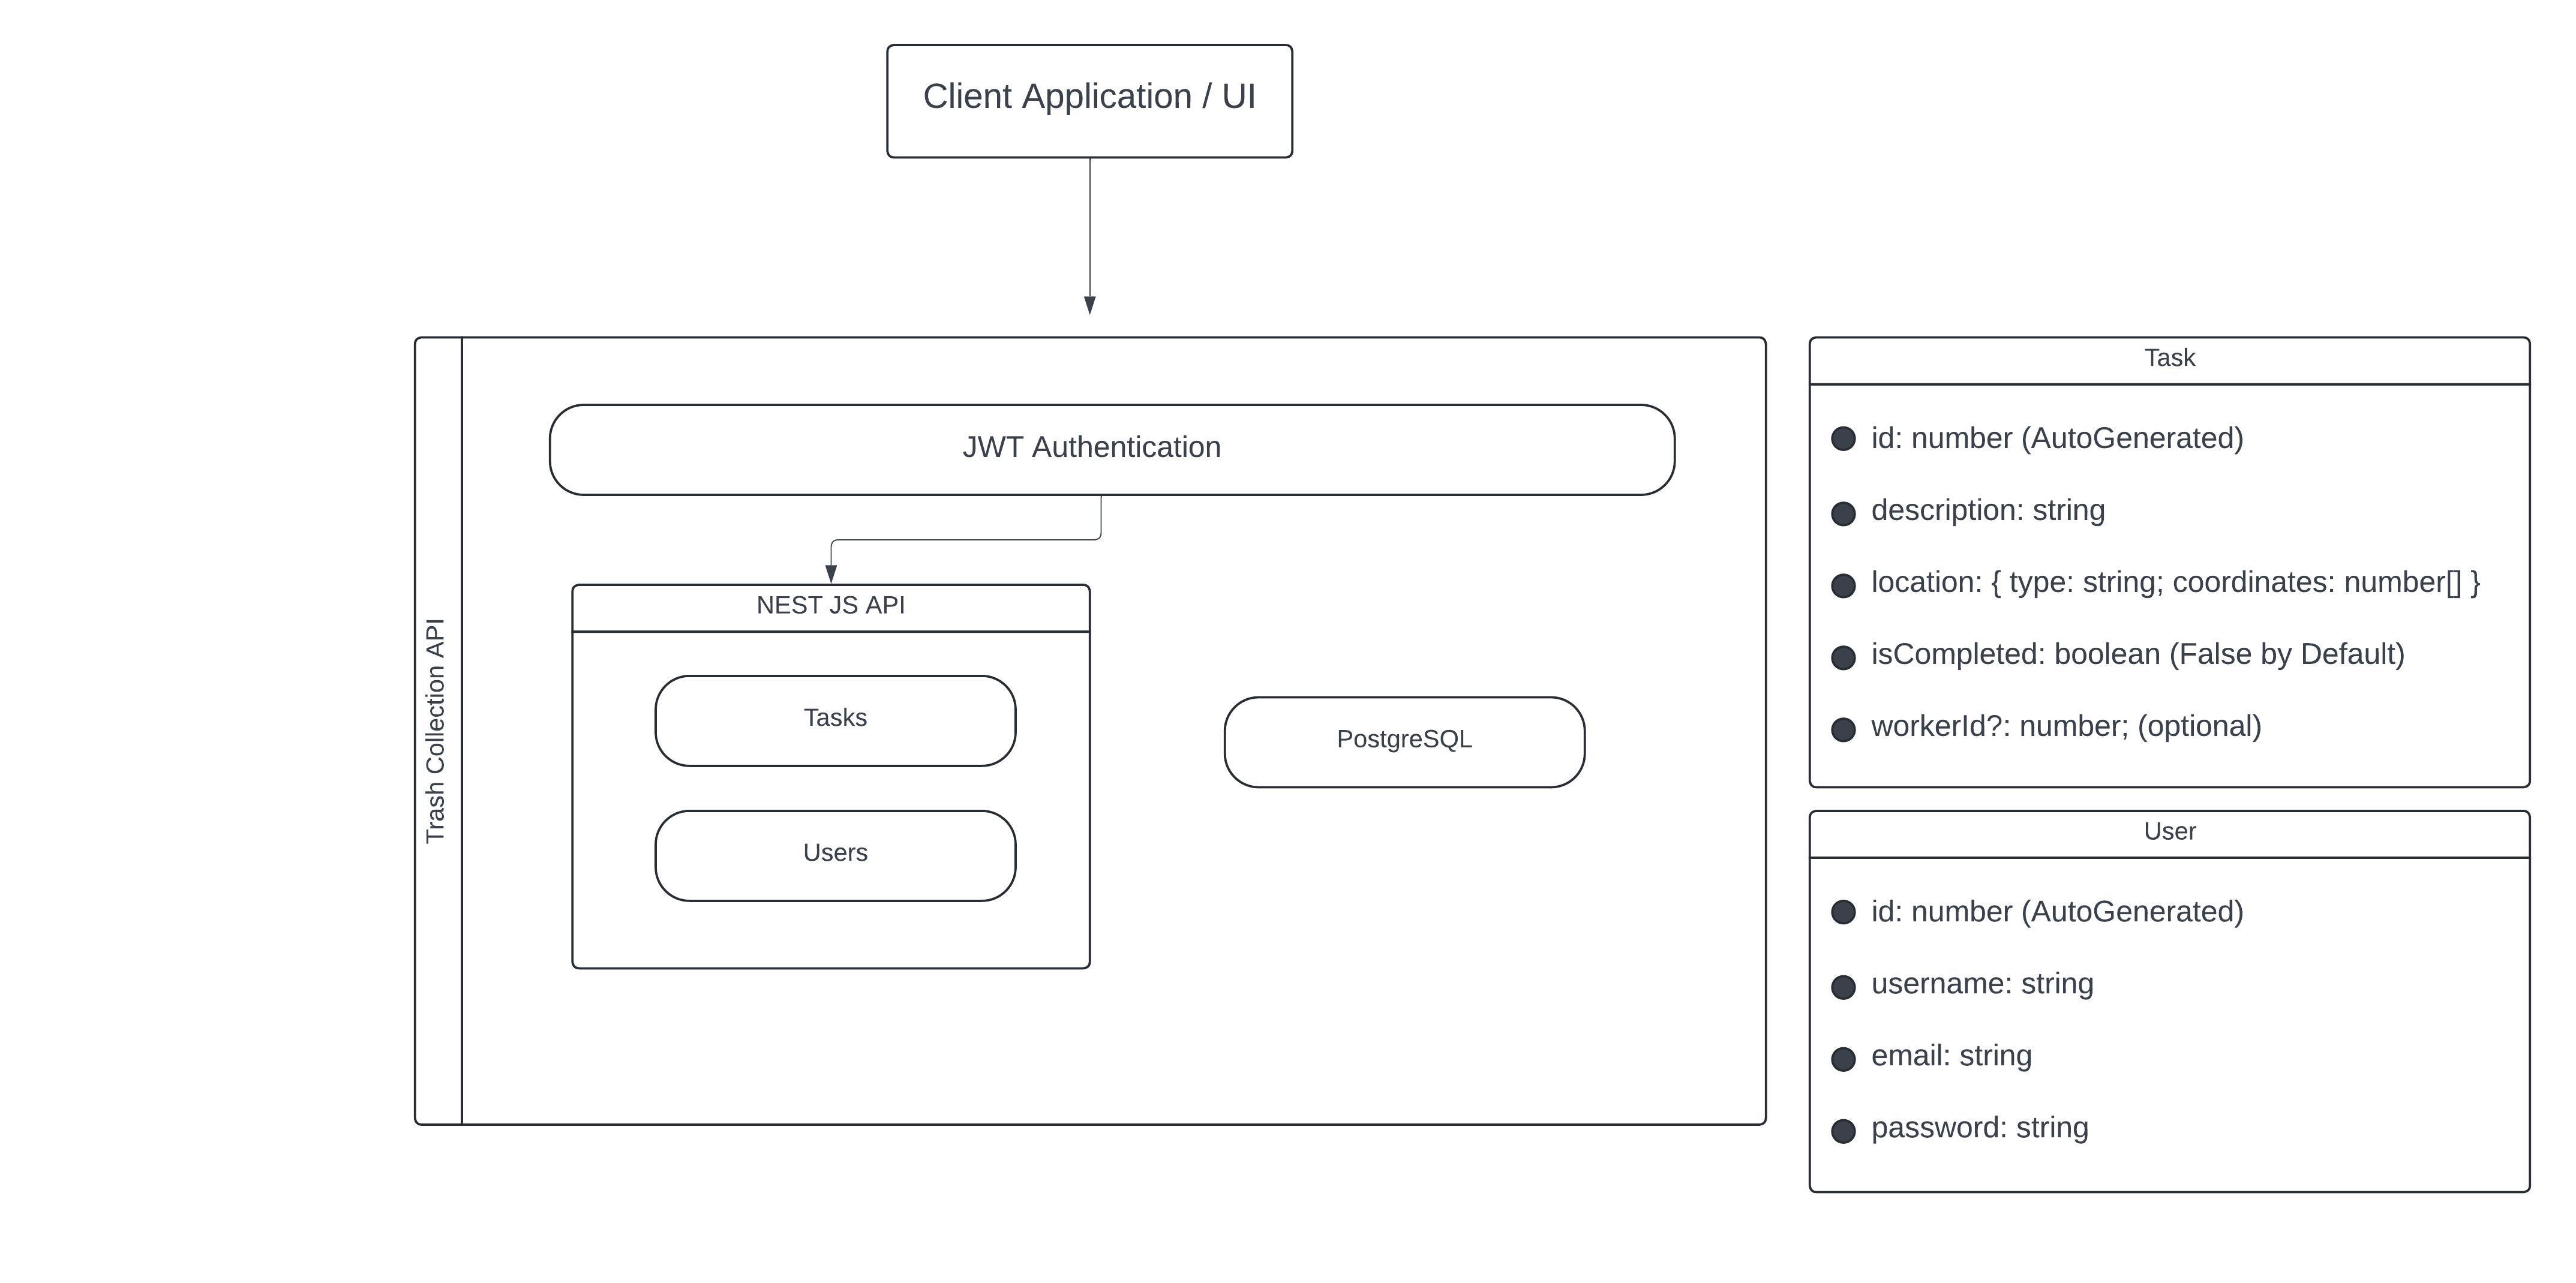 Client Application / UI
Trash Collection API
JWT Authentication
NEST JS API
Tasks
Users
PostgreSQL
Task
id: number (AutoGenerated)
description: string
location: { type: string; coordinates: number[] }
isCompleted: boolean (False by Default)
workerId?: number; (optional)
User
id: number (AutoGenerated)
username: string
email: string
password: string